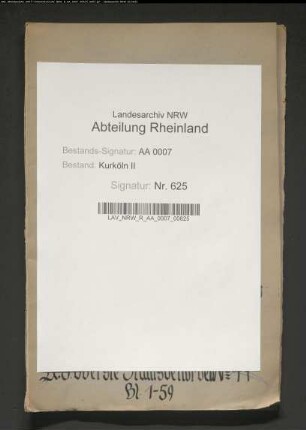 Landesarchiv NRW
Abteilung Rheinland
Bestands-Signatur: AA 0007
Bestand: Kurköln II
Signatur: Nr. 625
LAV_NRW_R_AA_0007_00625
Bl. 1-59